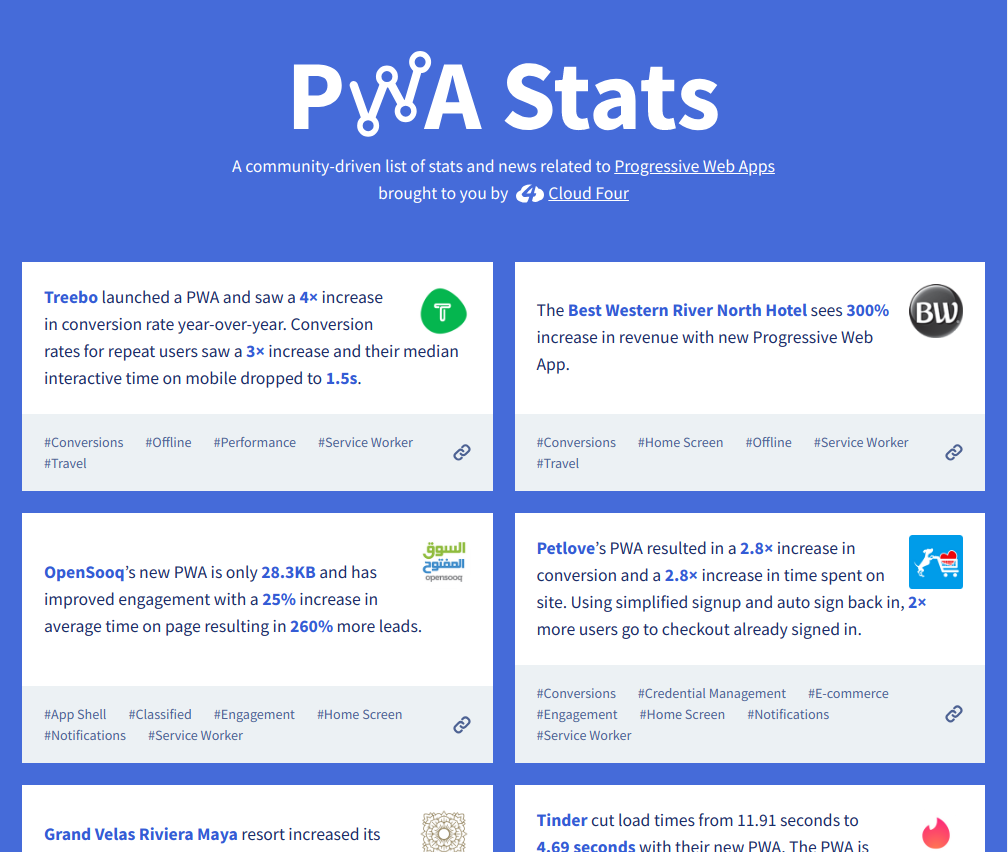 PWA Stats
A community-driven list of stats and news related to Progressive Web Apps
brought to you by Cloud Four
Treebo launched a PWA and saw a 4× increase
in conversion rate year-over-year. Conversion
rates for repeat users saw a 3× increase and their median
interactive time on mobile dropped to 1.5s.
T
#Conversions #Offline #Performance #Service Worker
#Travel
The Best Western River North Hotel sees 300%
increase in revenue with new Progressive Web
App.
BW
#Conversions #Home Screen #Offline #Service Worker
#Travel
OpenSooq’s new PWA is only 28.3KB and has
improved engagement with a 25% increase in
average time on page resulting in 260% more leads.
السوق
المفتوح
opensooq
#App Shell #Classified #Engagement #Home Screen
#Notifications #Service Worker
Petlove’s PWA resulted in a 2.8× increase in
conversion and a 2.8× increase in time spent on
site. Using simplified signup and auto sign back in, 2×
more users go to checkout already signed in.
#Conversions #Credential Management #E-commerce
#Engagement #Home Screen #Notifications
#Service Worker
Grand Velas Riviera Maya resort increased its
Tinder cut load times from 11.91 seconds to
4.69 seconds with their new PWA. The PWA is